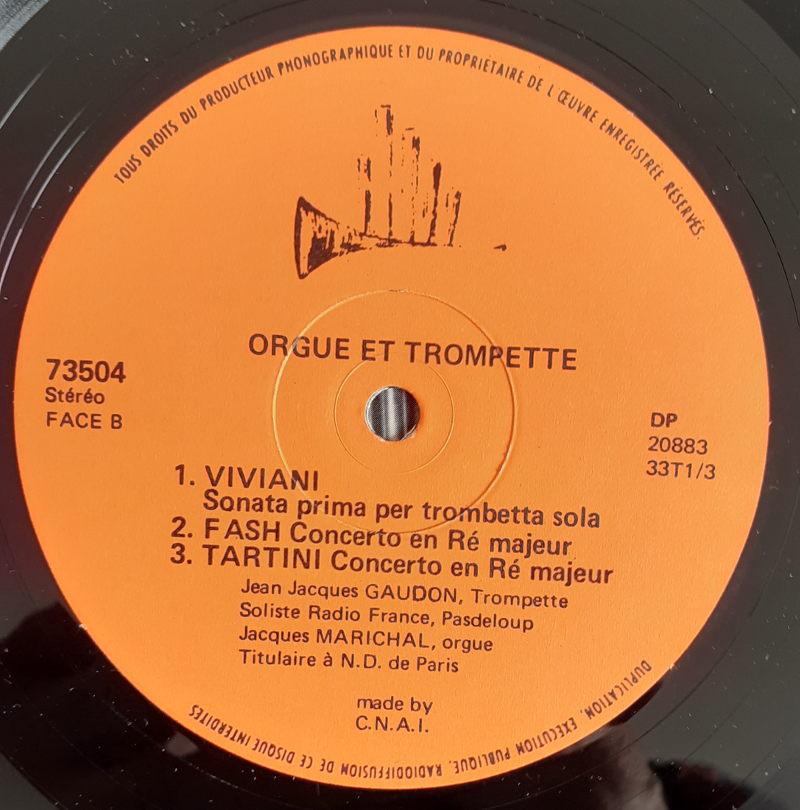 TOUS DROITS DU PRODUCTEUR PHONOGRAPHIQUE ET DU PROPRIETAIRE DE L'ŒUVRE ENREGISTRÉE RÉSERVÉS.
ORGUE ET TROMPETTE
73504
Stéréo
FACE B
DP
20883
33T1/3
1. VIVIANI
Sonata prima per trombetta sola
2. FASH Concerto en Ré majeur
3. TARTINI Concerto en Ré majeur
Jean Jacques GAUDON, Trompette
Soliste Radio France, Pasdeloup
Jacques MARICHAL, orgue
Titulaire à N.D. de Paris
made by
C.N.A.I.
DUPLICATION, EXECUTION PUBLIQUE, RADIODIFFUSION DE CE DISQUE INTERDITES